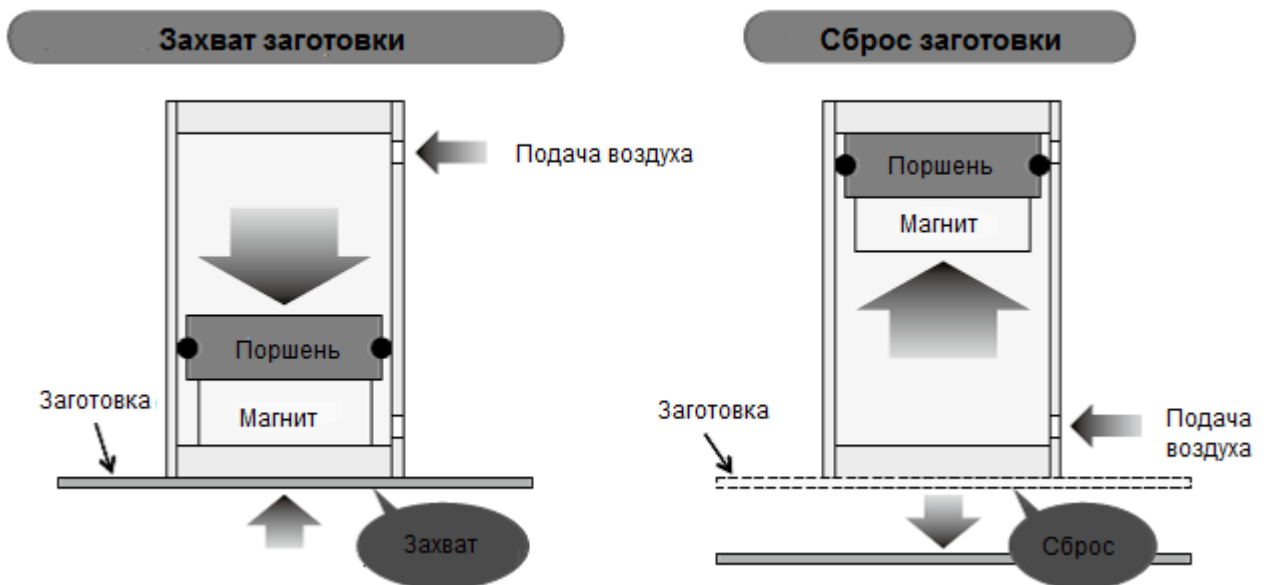 Захват заготовки
Подача воздуха
Поршень
Заготовка
Магнит
Захват
Сброс заготовки
Поршень
Магнит
Заготовка
Подача
воздуха
Сброс